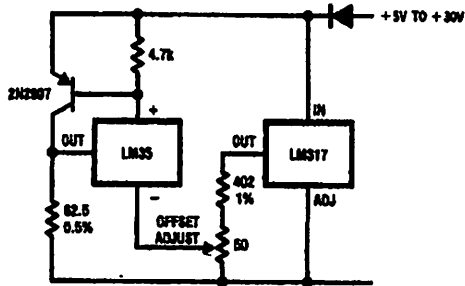 +5V TO +30V
4.7k
2N2907
+
IN
OUT
LM35
OUT
LM317
402
1%
ADJ
62.5
0.5%
−
OFFSET
ADJUST
50